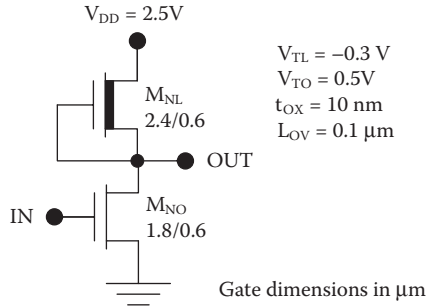 V_DD = 2.5V
V_TL = −0.3 V
V_TO = 0.5V
t_OX = 10 nm
L_OV = 0.1 μm
M_NL
2.4/0.6
OUT
IN
M_NO
1.8/0.6
Gate dimensions in μm